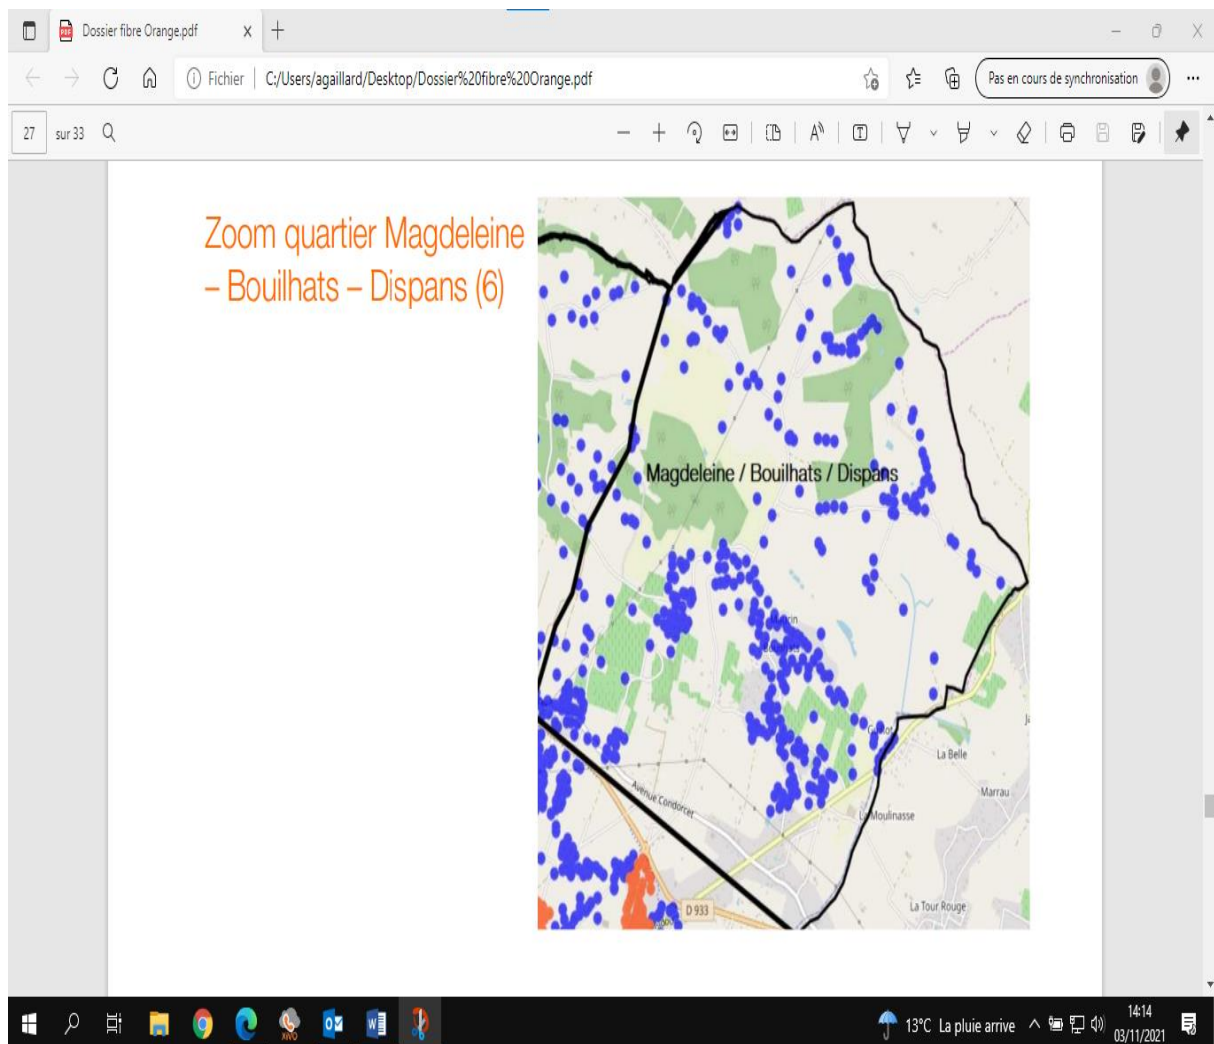 Dossier fibre Orange.pdf
Fichier
C:/Users/agaillard/Desktop/Dossier%20fibre%20Orange.pdf
Pas en cours de synchronisation
27 sur 33
Zoom quartier Magdeleine
– Bouilhats – Dispans (6)
Magdeleine / Bouilhats / Dispans
La Belle
Marrau
Avenue Condorcet
La Moulinasse
La Tour Rouge
D 933
XIVO
13°C La pluie arrive
14:14
03/11/2021